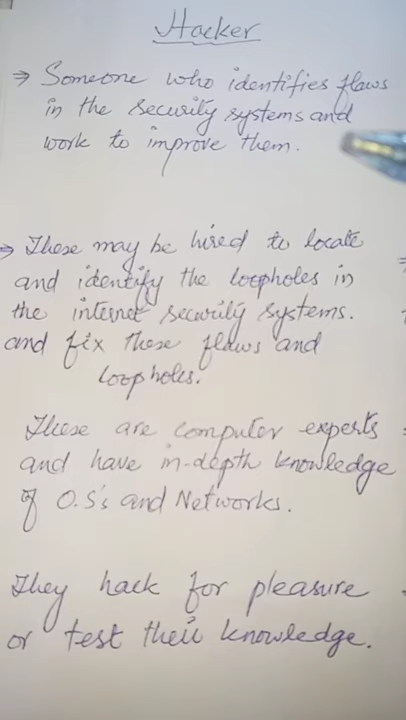 Hacker
⇒ Someone who identifies flaws
in the security systems and
work to improve them.
⇒ These may be hired to locate
and identify the loopholes in
the internet security systems.
and fix these flaws and
loopholes.
These are computer experts
and have in-depth knowledge
of O.S's and Networks.
They hack for pleasure
or test their knowledge.